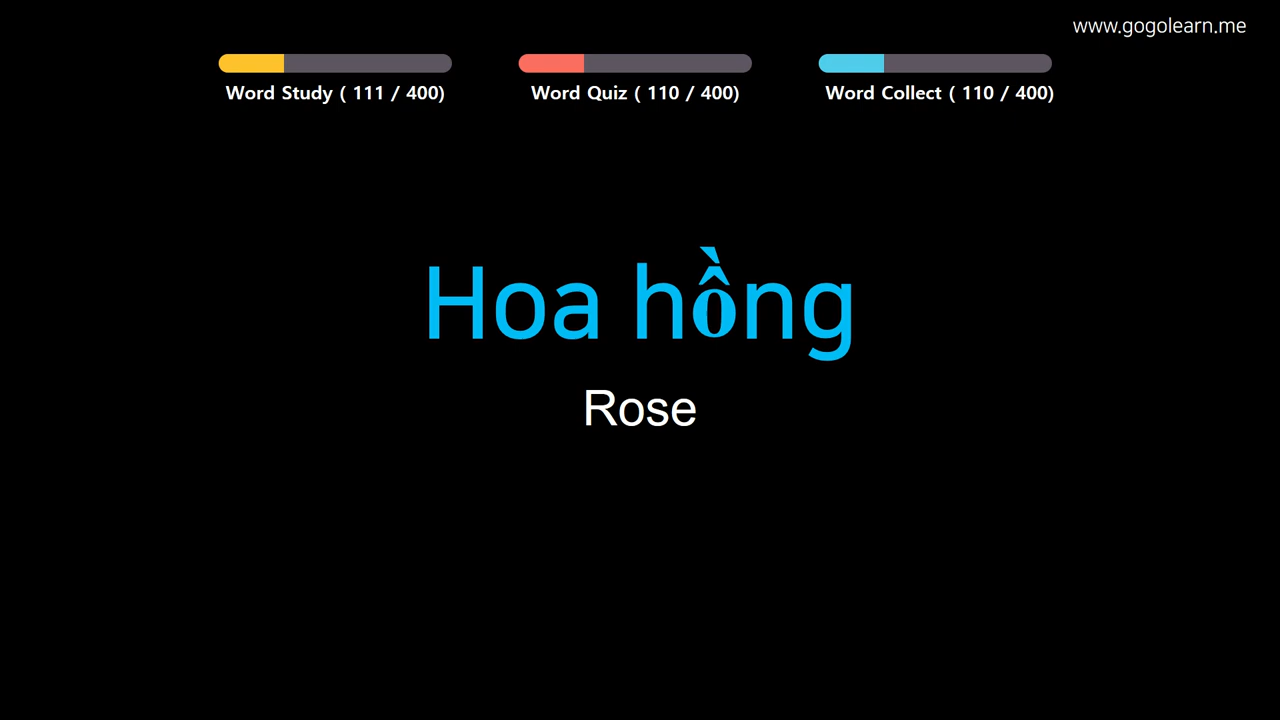 www.gogolearn.me
Word Study ( 111 / 400)
Word Quiz ( 110 / 400)
Word Collect ( 110 / 400)
Hoa hồng
Rose